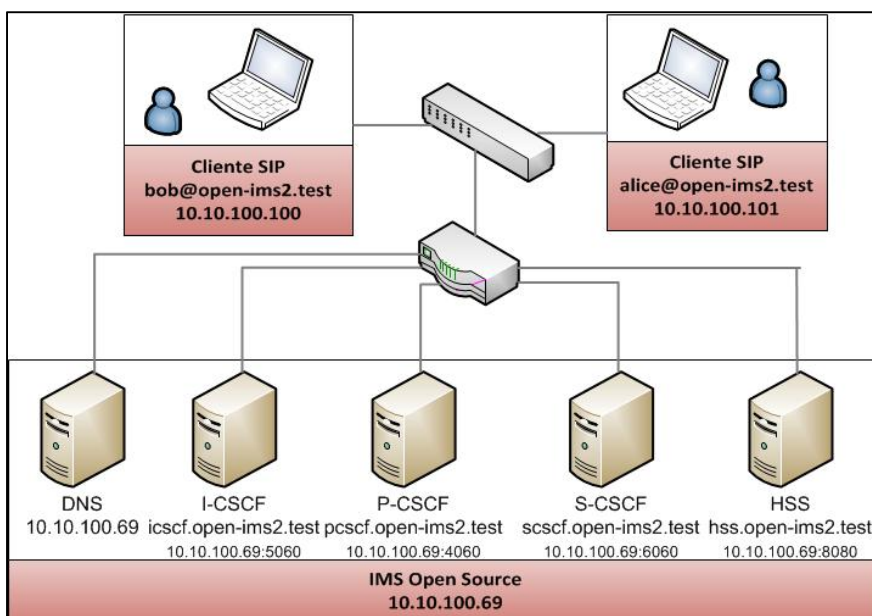 Cliente SIP
bob@open-ims2.test
10.10.100.100
Cliente SIP
alice@open-ims2.test
10.10.100.101
DNS
10.10.100.69
I-CSCF
icscf.open-ims2.test
10.10.100.69:5060
P-CSCF
pcscf.open-ims2.test
10.10.100.69:4060
S-CSCF
scscf.open-ims2.test
10.10.100.69:6060
HSS
hss.open-ims2.test
10.10.100.69:8080
IMS Open Source
10.10.100.69